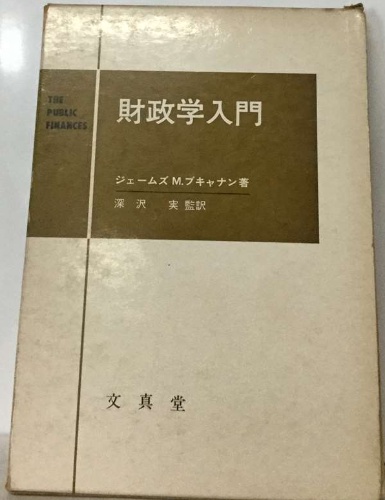 THE
PUBLIC
FINANCES
財政学入門
ジェームズ M.ブキャナン著
深沢 実 監訳
文真堂